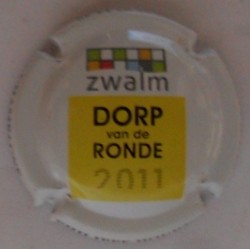 zwalm
DORP
van de
RONDE
2011